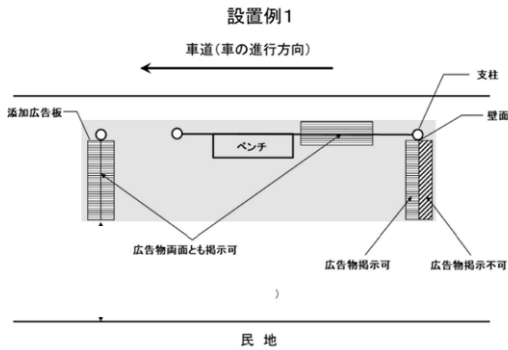 設置例1
車道(車の進行方向)
支柱
添加広告板
壁面
ベンチ
広告物両面とも掲示可
広告物掲示可
広告物掲示不可
)
民 地